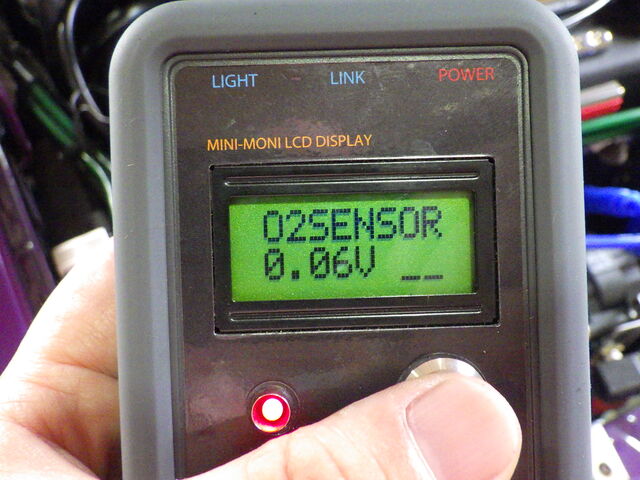 LIGHT LINK POWER
MINI-MONI LCD DISPLAY
O2SENSOR
0.06V __